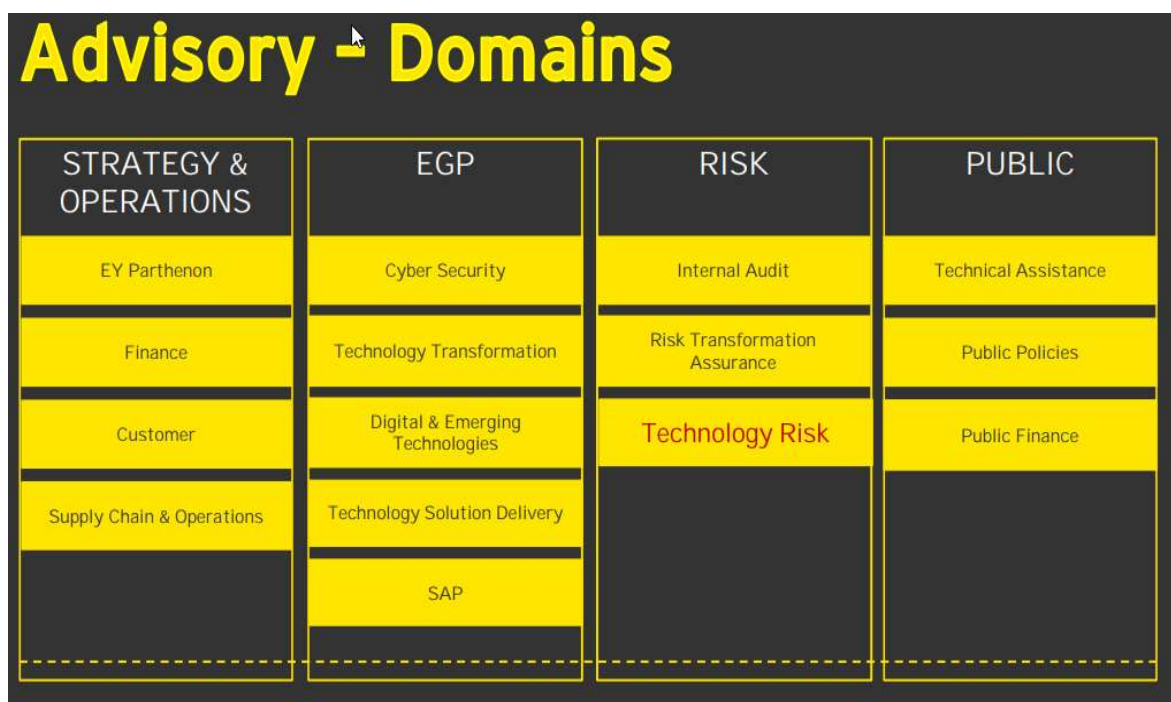 Advisory - Domains
STRATEGY &
OPERATIONS
EY Parthenon
Finance
Customer
Supply Chain & Operations
EGP
Cyber Security
Technology Transformation
Digital & Emerging
Technologies
Technology Solution Delivery
SAP
RISK
Internal Audit
Risk Transformation
Assurance
Technology Risk
PUBLIC
Technical Assistance
Public Policies
Public Finance